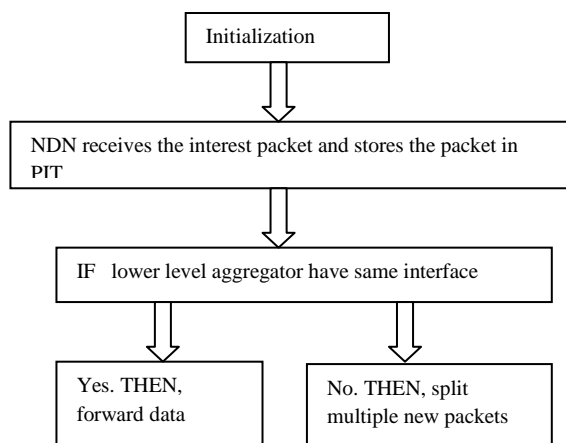 Initialization
NDN receives the interest packet and stores the packet in
PIT
IF lower level aggregator have same interface
Yes. THEN,
forward data
No. THEN, split
multiple new packets